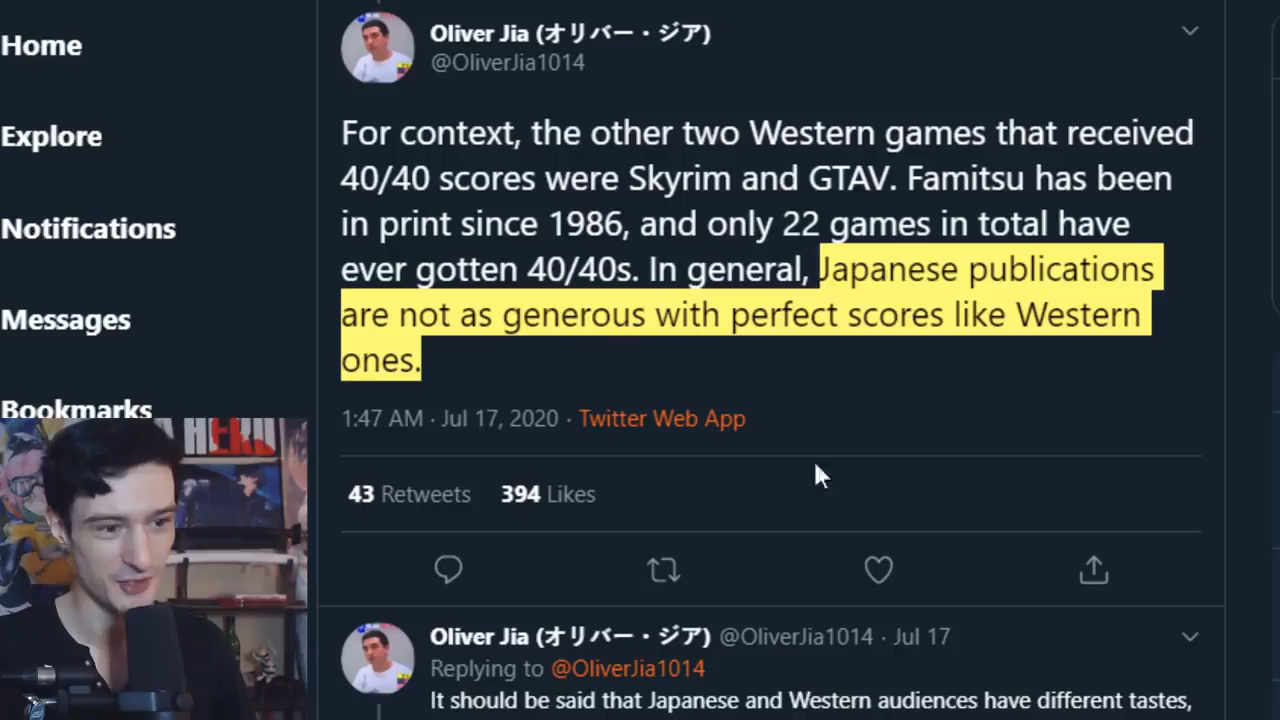 Home
Explore
Notifications
Messages
Bookmarks
HERO
Oliver Jia (オリバー・ジア)
@OliverJia1014
For context, the other two Western games that received
40/40 scores were Skyrim and GTAV. Famitsu has been
in print since 1986, and only 22 games in total have
ever gotten 40/40s. In general, Japanese publications
are not as generous with perfect scores like Western
ones.
1:47 AM · Jul 17, 2020 · Twitter Web App
43 Retweets 394 Likes
Oliver Jia (オリバー・ジア) @OliverJia1014 · Jul 17
Replying to @OliverJia1014
It should be said that Japanese and Western audiences have different tastes,